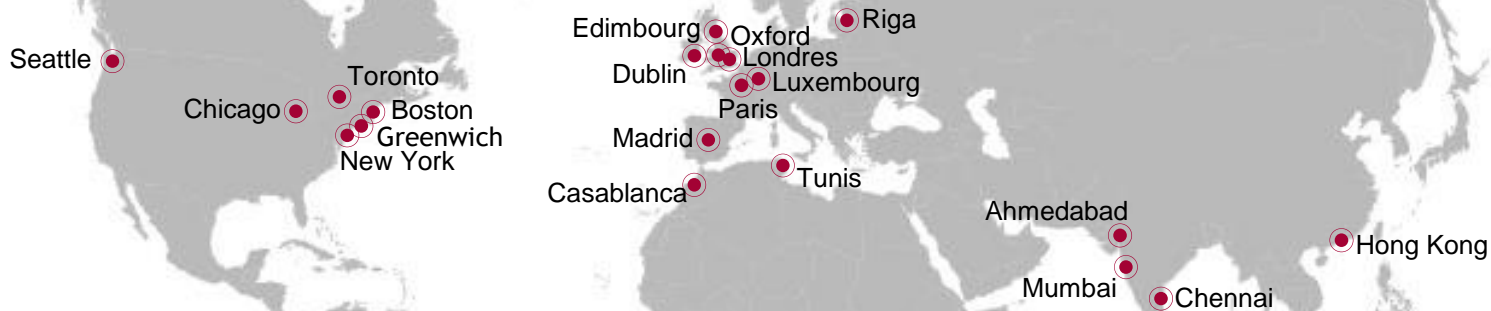 Seattle
Toronto
Chicago
Boston
Greenwich
New York
Edimbourg
Oxford
Riga
Dublin
Londres
Luxembourg
Paris
Madrid
Tunis
Casablanca
Ahmedabad
Hong Kong
Mumbai
Chennai